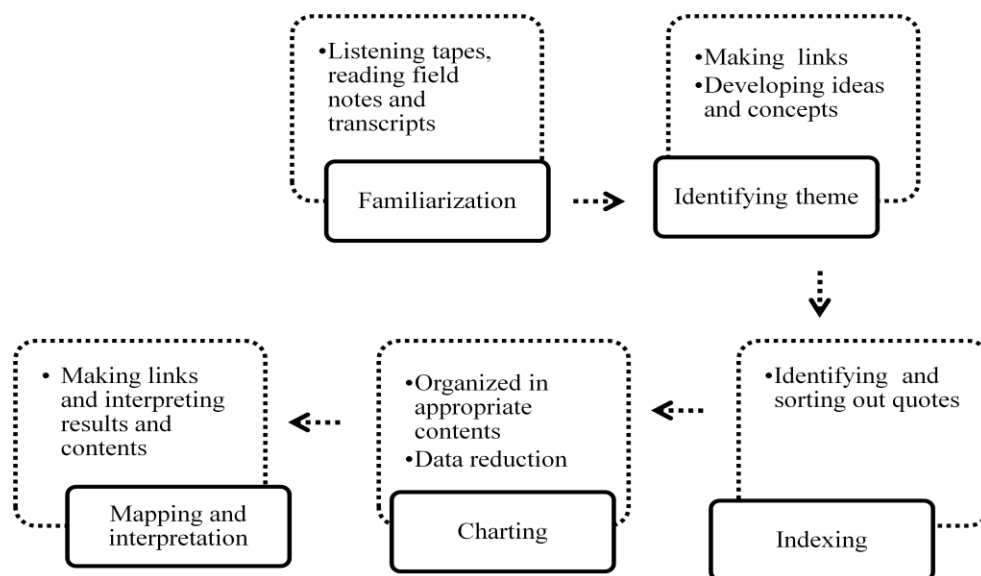 •Listening tapes,
reading field
notes and
transcripts
Familiarization
•Making links
•Developing ideas
and concepts
Identifying theme
•Identifying and
sorting out quotes
Indexing
•Organized in
appropriate
contents
•Data reduction
Charting
• Making links
and interpreting
results and
contents
Mapping and
interpretation